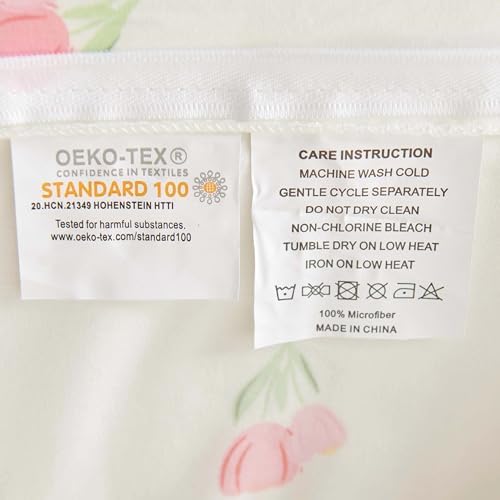 OEKO-TEX®
CONFIDENCE IN TEXTILES
STANDARD 100
20.HCN.21349 HOHENSTEIN HTTI
Tested for harmful substances.
www.oeko-tex.com/standard100
CARE INSTRUCTION
MACHINE WASH COLD
GENTLE CYCLE SEPARATELY
DO NOT DRY CLEAN
NON-CHLORINE BLEACH
TUMBLE DRY ON LOW HEAT
IRON ON LOW HEAT
100% Microfiber
MADE IN CHINA